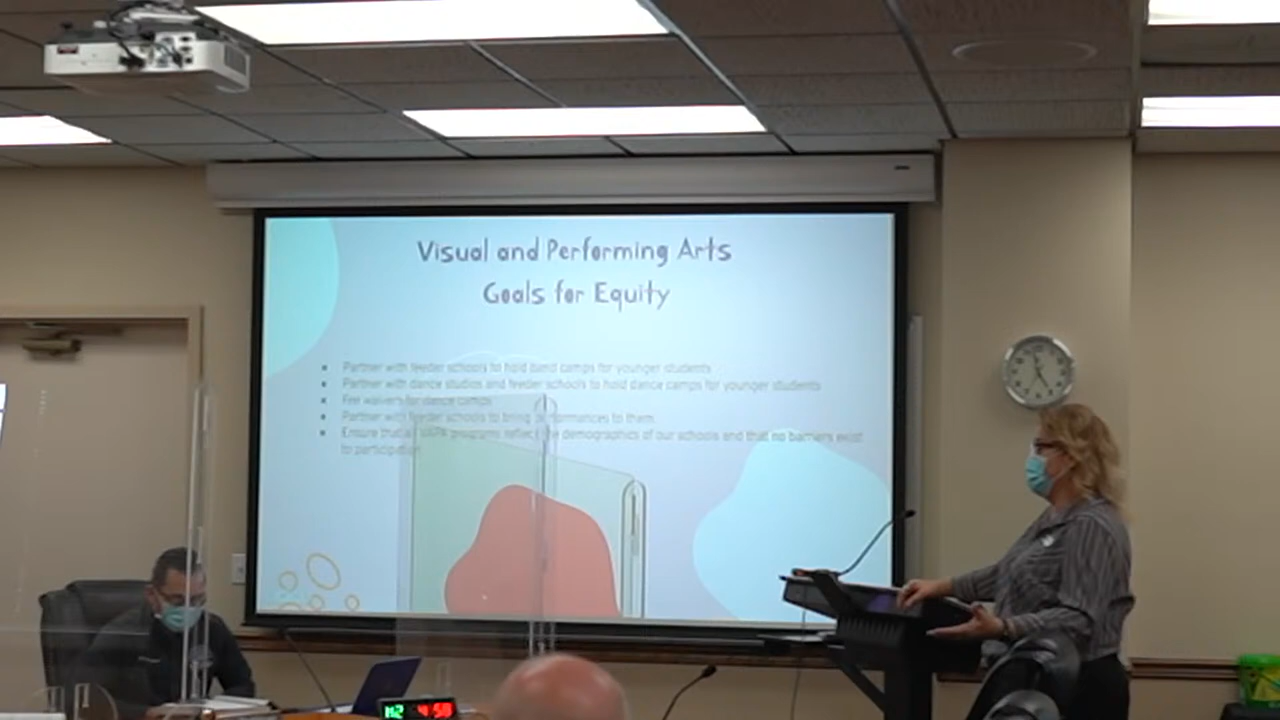 Visual and Performing Arts
Goals for Equity
Partner with feeder schools to hold band camps for younger students
Partner with dance studios and feeder schools to hold dance camps for younger students
Fee waivers for dance camps
Partner with feeder schools to bring performances to them
Ensure that all VAPA programs reflect the demographics of our schools and that no barriers exist
to participation